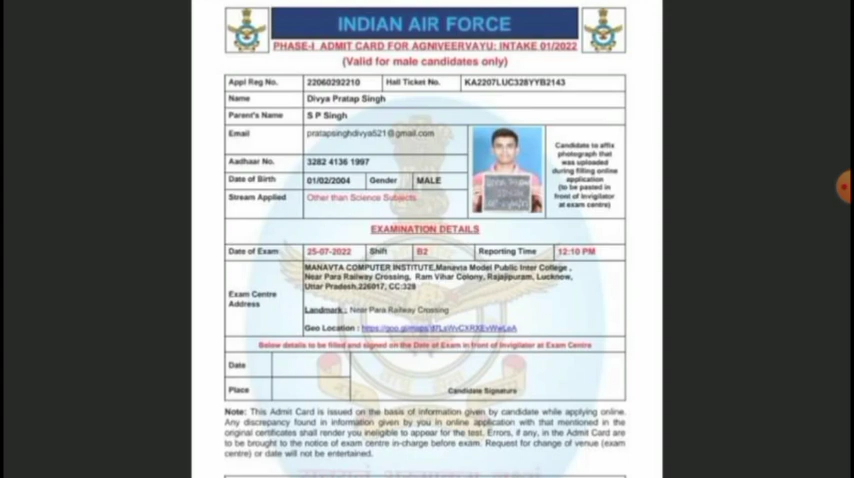 INDIAN AIR FORCE
PHASE-I ADMIT CARD FOR AGNIVEERVAYU: INTAKE 01/2022
(Valid for male candidates only)
Appl Reg No. 22060292210 Hall Ticket No. KA2207LUC328YYB2143
Name Divya Pratap Singh
Parent's Name S P Singh
Email pratapsinghdivya521@gmail.com
Aadhaar No. 3282 4136 1997
Date of Birth 01/02/2004 Gender MALE
Stream Applied Other than Science Subjects
Candidate to affix
photograph that
was uploaded
during filling online
application
(to be pasted in
front of Invigilator
at exam centre)
EXAMINATION DETAILS
Date of Exam 25-07-2022 Shift B2 Reporting Time 12:10 PM
Exam Centre
Address
MANAVTA COMPUTER INSTITUTE,Manavta Model Public Inter College ,
Near Para Railway Crossing, Ram Vihar Colony, Rajajipuram, Lucknow,
Uttar Pradesh,226017, CC:328
Landmark : Near Para Railway Crossing
Geo Location :
Below details to be filled and signed on the Date of Exam in front of Invigilator at Exam Centre
Date
Place Candidate Signature
Note: This Admit Card is issued on the basis of information given by candidate while applying online.
Any discrepancy found in information given by you in online application with that mentioned in the
original certificates shall render you ineligible to appear for the test. Errors, if any, in the Admit Card are
to be brought to the notice of exam centre in-charge before exam. Request for change of venue (exam
centre) or date will not be entertained.